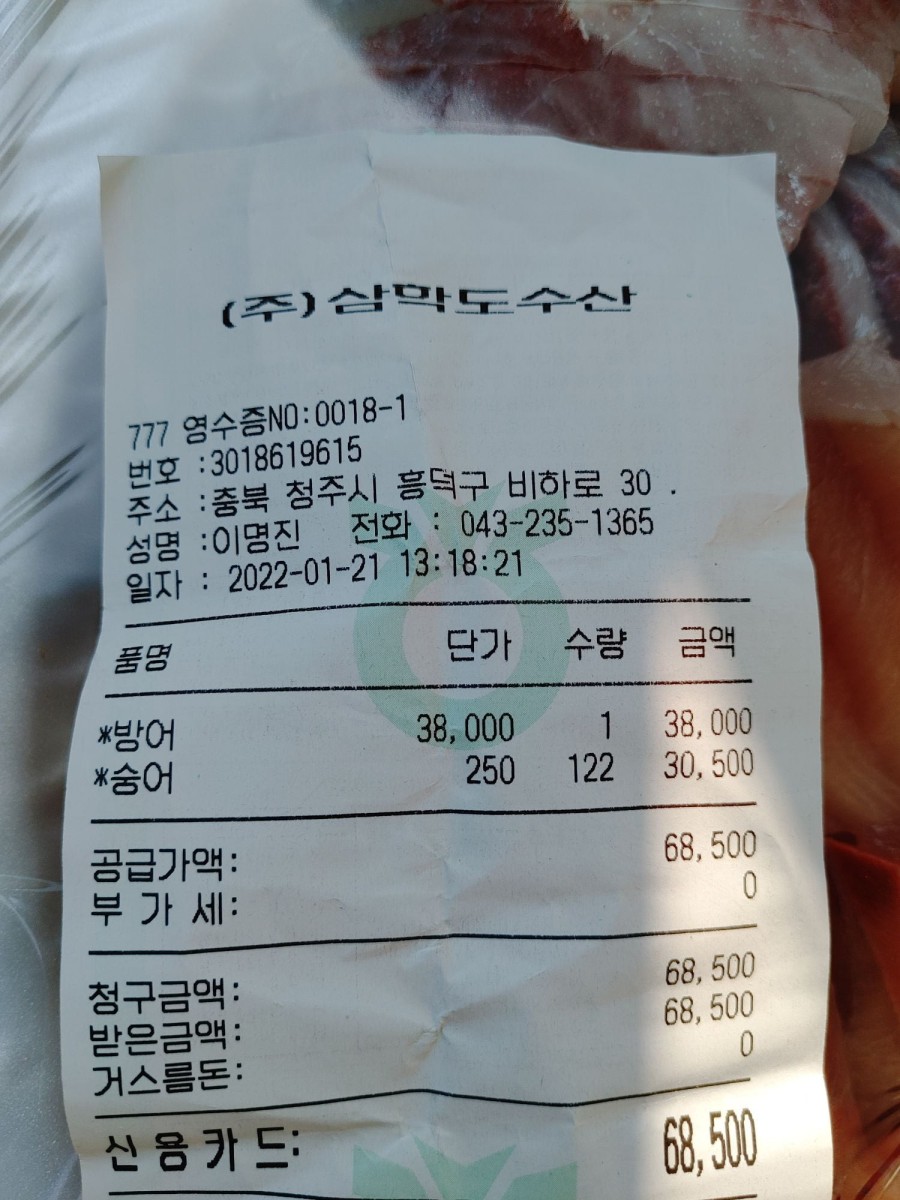 (주)삼학도수산
777 영수증NO:0018-1
번호 :3018619615
주소 :충북 청주시 흥덕구 비하로 30 .
성명 :이명진 전화 : 043-235-1365
일자 : 2022-01-21 13:18:21
품명 단가 수량 금액
*방어 38,000 1 38,000
*숭어 250 122 30,500
공급가액: 68,500
부 가 세: 0
청구금액: 68,500
받은금액: 68,500
거스름돈: 0
신 용 카 드: 68,500